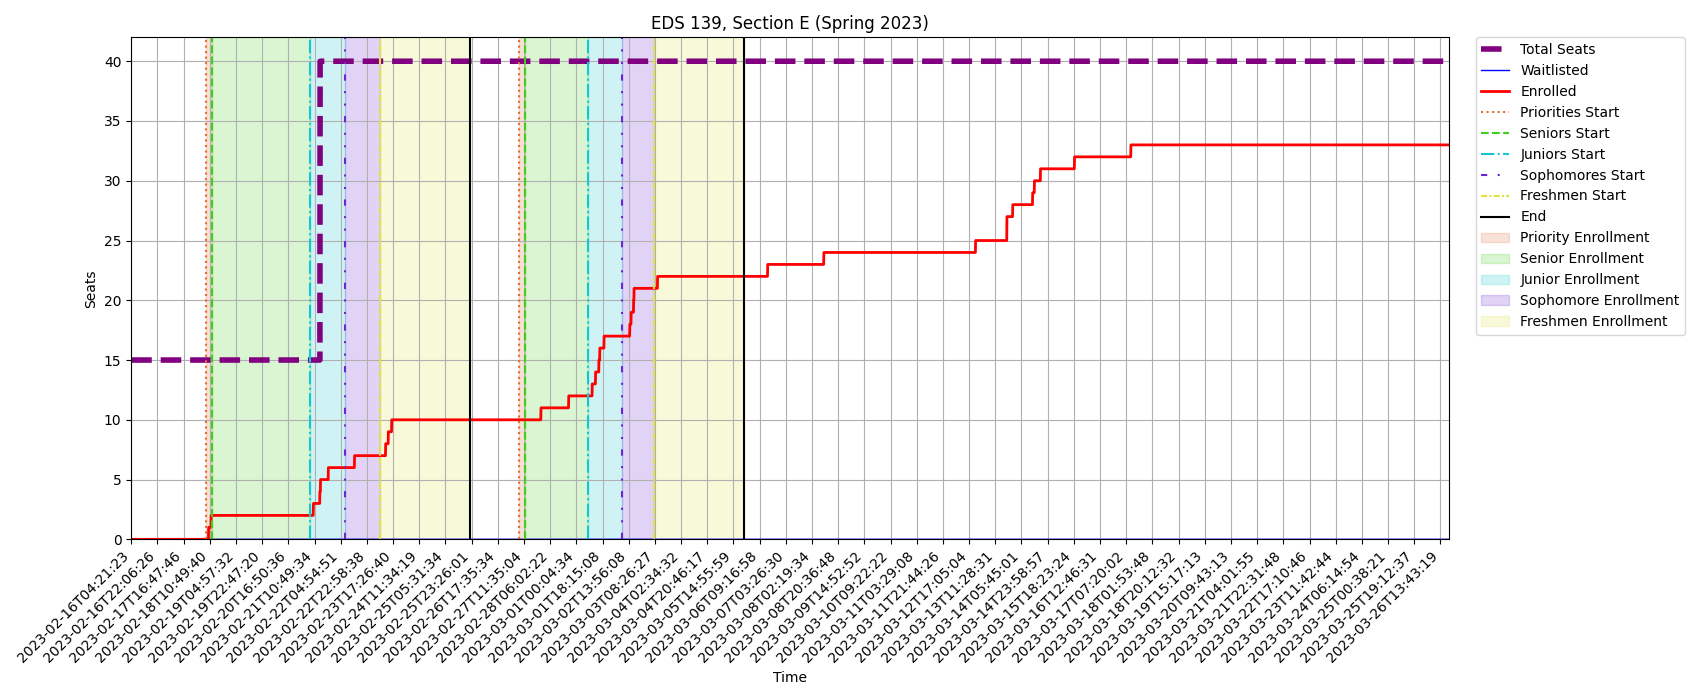 EDS 139, Section E (Spring 2023)
Seats
40
35
30
25
20
15
10
5
0
2023-02-16T04:21:23
2023-02-16T22:06:26
2023-02-17T16:47:46
2023-02-18T10:49:40
2023-02-19T04:57:32
2023-02-19T22:47:20
2023-02-20T16:50:36
2023-02-21T10:49:34
2023-02-22T04:54:51
2023-02-22T22:58:38
2023-02-23T17:26:40
2023-02-24T11:34:19
2023-02-25T05:31:34
2023-02-25T23:26:01
2023-02-26T17:35:34
2023-02-27T11:35:04
2023-02-28T06:02:22
2023-03-01T00:04:34
2023-03-01T18:15:08
2023-03-02T13:56:08
2023-03-03T08:26:27
2023-03-04T02:34:32
2023-03-04T20:46:17
2023-03-05T14:55:59
2023-03-06T09:16:58
2023-03-07T03:26:30
2023-03-08T02:19:34
2023-03-08T20:36:48
2023-03-09T14:52:52
2023-03-10T09:22:22
2023-03-11T03:29:08
2023-03-11T21:44:26
2023-03-12T17:05:04
2023-03-13T11:28:31
2023-03-14T05:45:01
2023-03-14T23:58:57
2023-03-15T18:23:24
2023-03-16T12:46:31
2023-03-17T07:20:02
2023-03-18T01:53:48
2023-03-18T20:12:32
2023-03-19T15:17:13
2023-03-20T09:43:13
2023-03-21T04:01:55
2023-03-21T22:31:48
2023-03-22T17:10:46
2023-03-23T11:42:44
2023-03-24T06:14:54
2023-03-25T00:38:21
2023-03-25T19:12:37
2023-03-26T13:43:19
Time
Total Seats
Waitlisted
Enrolled
Priorities Start
Seniors Start
Juniors Start
Sophomores Start
Freshmen Start
End
Priority Enrollment
Senior Enrollment
Junior Enrollment
Sophomore Enrollment
Freshmen Enrollment